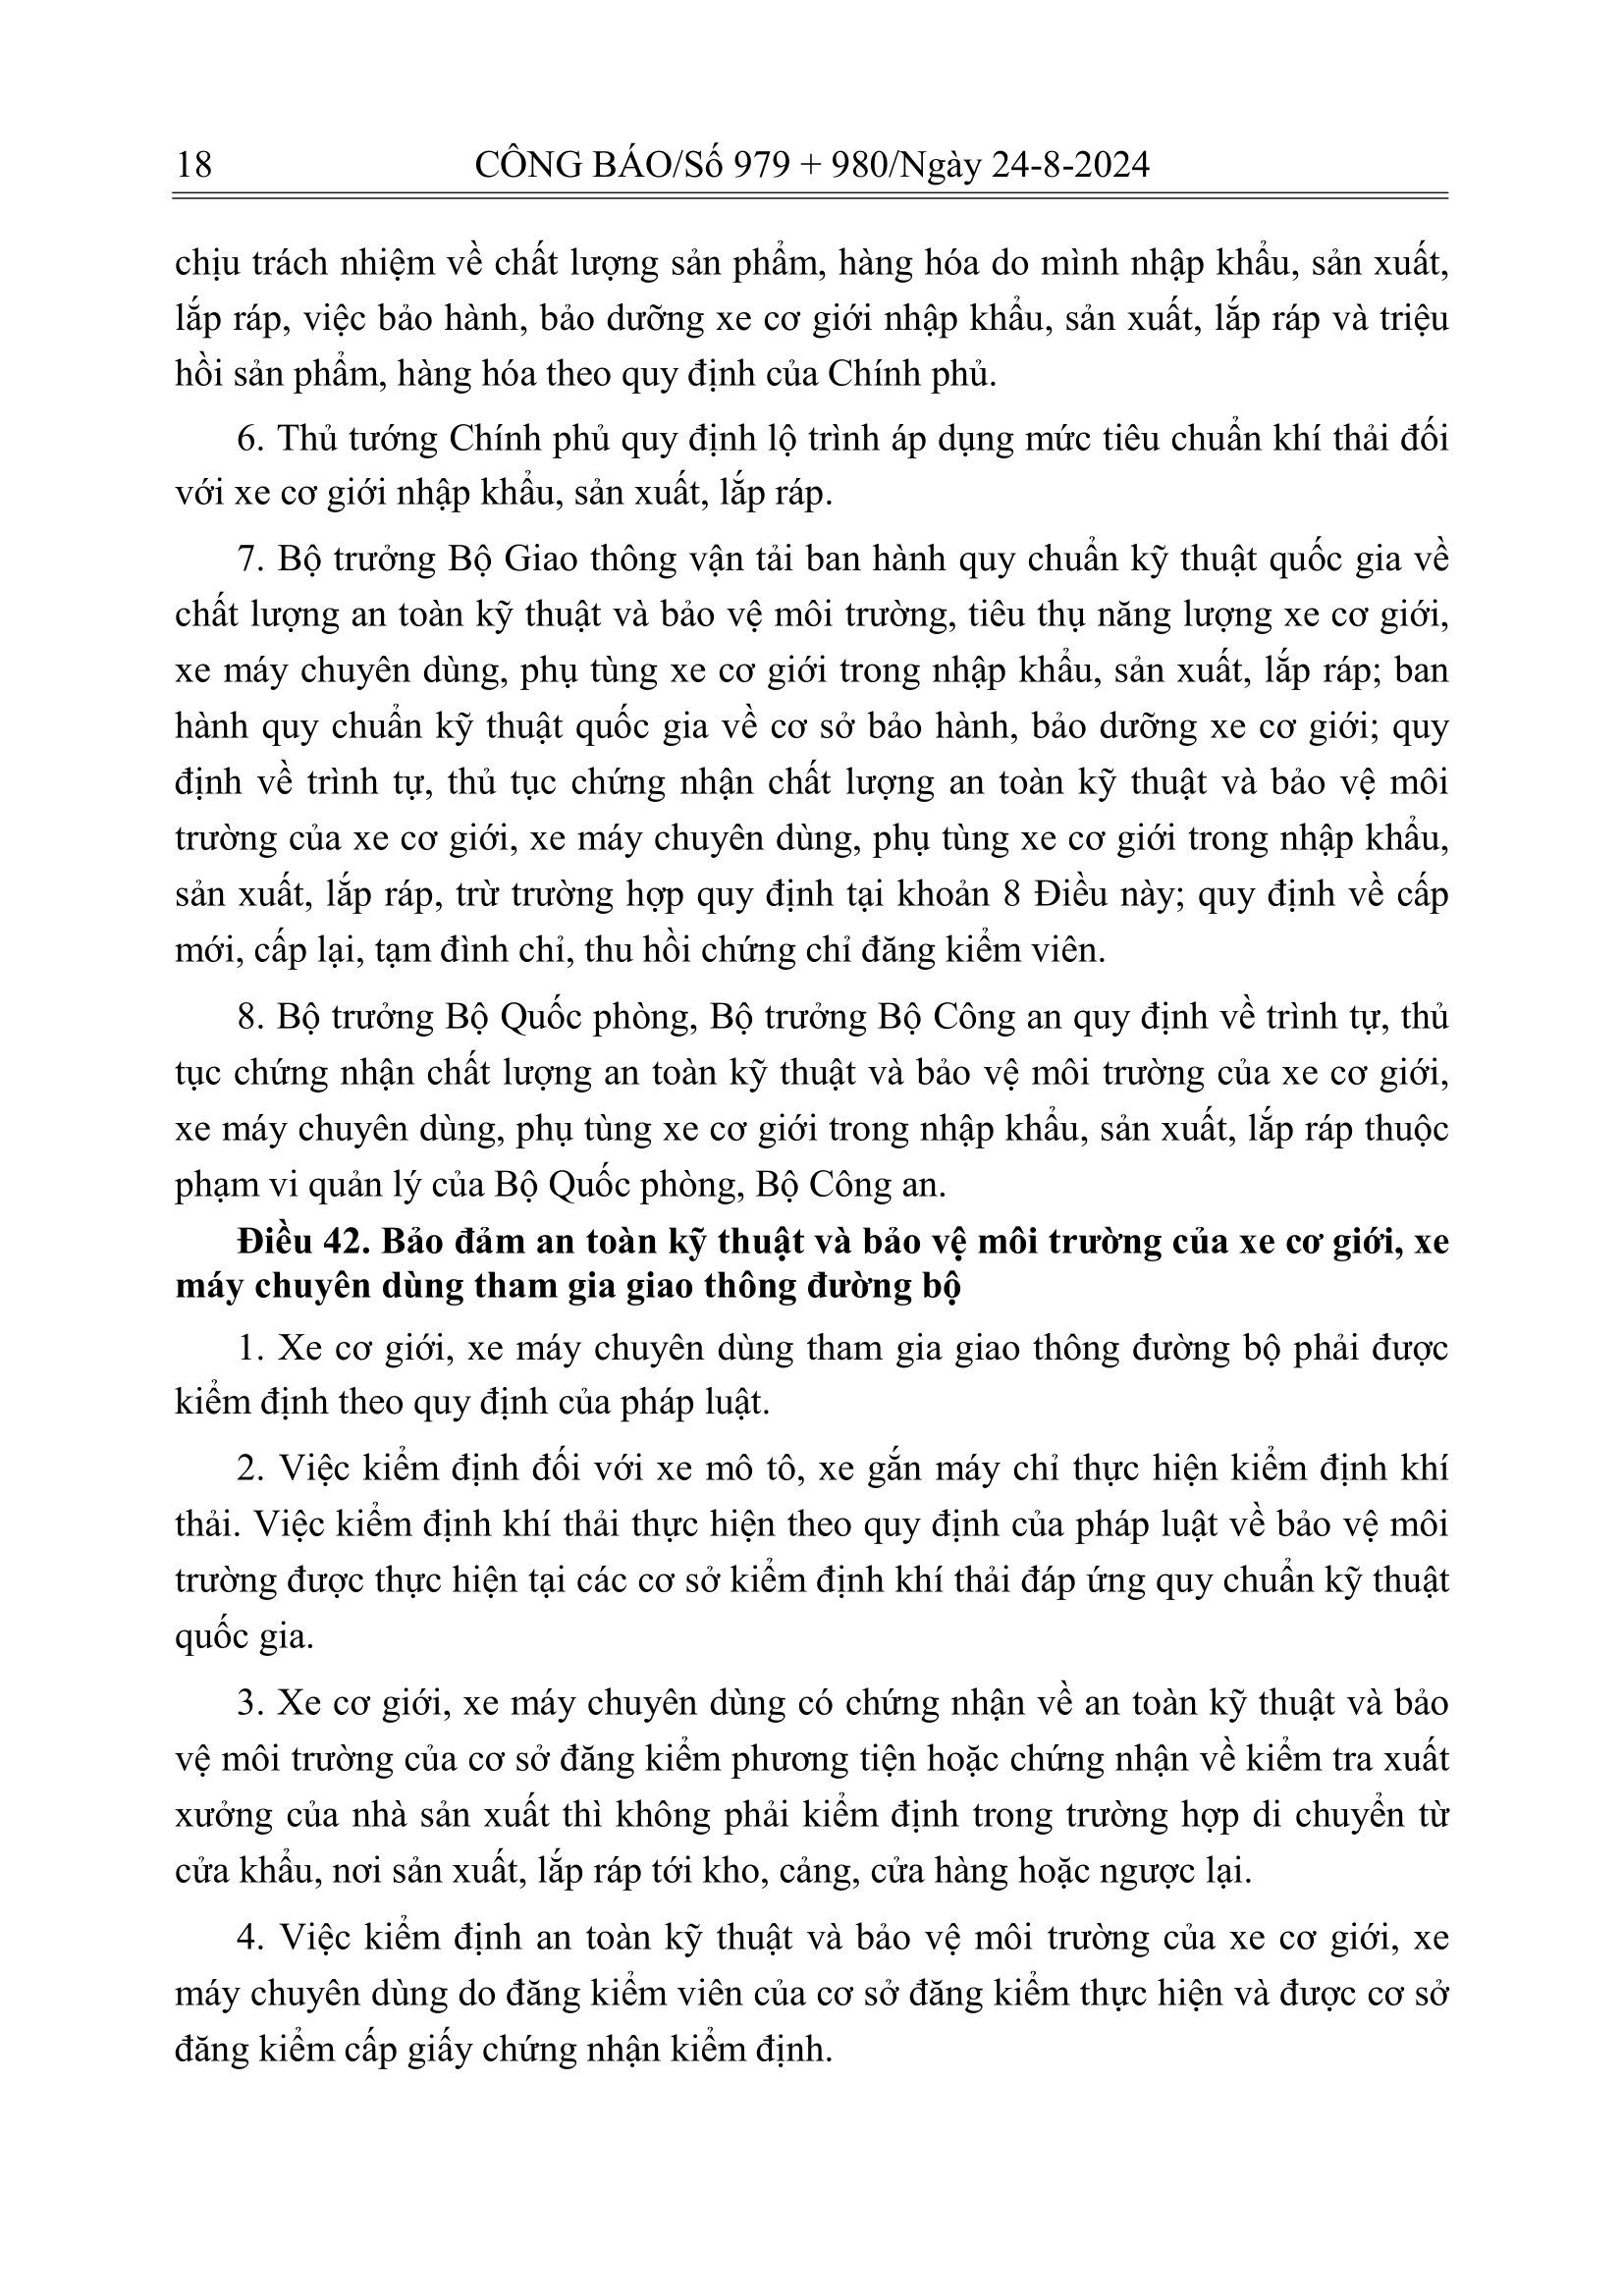 18 CÔNG BÁO/Số 979 + 980/Ngày 24-8-2024
chịu trách nhiệm về chất lượng sản phẩm, hàng hóa do mình nhập khẩu, sản xuất,
lắp ráp, việc bảo hành, bảo dưỡng xe cơ giới nhập khẩu, sản xuất, lắp ráp và triệu
hồi sản phẩm, hàng hóa theo quy định của Chính phủ.
6. Thủ tướng Chính phủ quy định lộ trình áp dụng mức tiêu chuẩn khí thải đối
với xe cơ giới nhập khẩu, sản xuất, lắp ráp.
7. Bộ trưởng Bộ Giao thông vận tải ban hành quy chuẩn kỹ thuật quốc gia về
chất lượng an toàn kỹ thuật và bảo vệ môi trường, tiêu thụ năng lượng xe cơ giới,
xe máy chuyên dùng, phụ tùng xe cơ giới trong nhập khẩu, sản xuất, lắp ráp; ban
hành quy chuẩn kỹ thuật quốc gia về cơ sở bảo hành, bảo dưỡng xe cơ giới; quy
định về trình tự, thủ tục chứng nhận chất lượng an toàn kỹ thuật và bảo vệ môi
trường của xe cơ giới, xe máy chuyên dùng, phụ tùng xe cơ giới trong nhập khẩu,
sản xuất, lắp ráp, trừ trường hợp quy định tại khoản 8 Điều này; quy định về cấp
mới, cấp lại, tạm đình chỉ, thu hồi chứng chỉ đăng kiểm viên.
8. Bộ trưởng Bộ Quốc phòng, Bộ trưởng Bộ Công an quy định về trình tự, thủ
tục chứng nhận chất lượng an toàn kỹ thuật và bảo vệ môi trường của xe cơ giới,
xe máy chuyên dùng, phụ tùng xe cơ giới trong nhập khẩu, sản xuất, lắp ráp thuộc
phạm vi quản lý của Bộ Quốc phòng, Bộ Công an.
Điều 42. Bảo đảm an toàn kỹ thuật và bảo vệ môi trường của xe cơ giới, xe
máy chuyên dùng tham gia giao thông đường bộ
1. Xe cơ giới, xe máy chuyên dùng tham gia giao thông đường bộ phải được
kiểm định theo quy định của pháp luật.
2. Việc kiểm định đối với xe mô tô, xe gắn máy chỉ thực hiện kiểm định khí
thải. Việc kiểm định khí thải thực hiện theo quy định của pháp luật về bảo vệ môi
trường được thực hiện tại các cơ sở kiểm định khí thải đáp ứng quy chuẩn kỹ thuật
quốc gia.
3. Xe cơ giới, xe máy chuyên dùng có chứng nhận về an toàn kỹ thuật và bảo
vệ môi trường của cơ sở đăng kiểm phương tiện hoặc chứng nhận về kiểm tra xuất
xưởng của nhà sản xuất thì không phải kiểm định trong trường hợp di chuyển từ
cửa khẩu, nơi sản xuất, lắp ráp tới kho, cảng, cửa hàng hoặc ngược lại.
4. Việc kiểm định an toàn kỹ thuật và bảo vệ môi trường của xe cơ giới, xe
máy chuyên dùng do đăng kiểm viên của cơ sở đăng kiểm thực hiện và được cơ sở
đăng kiểm cấp giấy chứng nhận kiểm định.